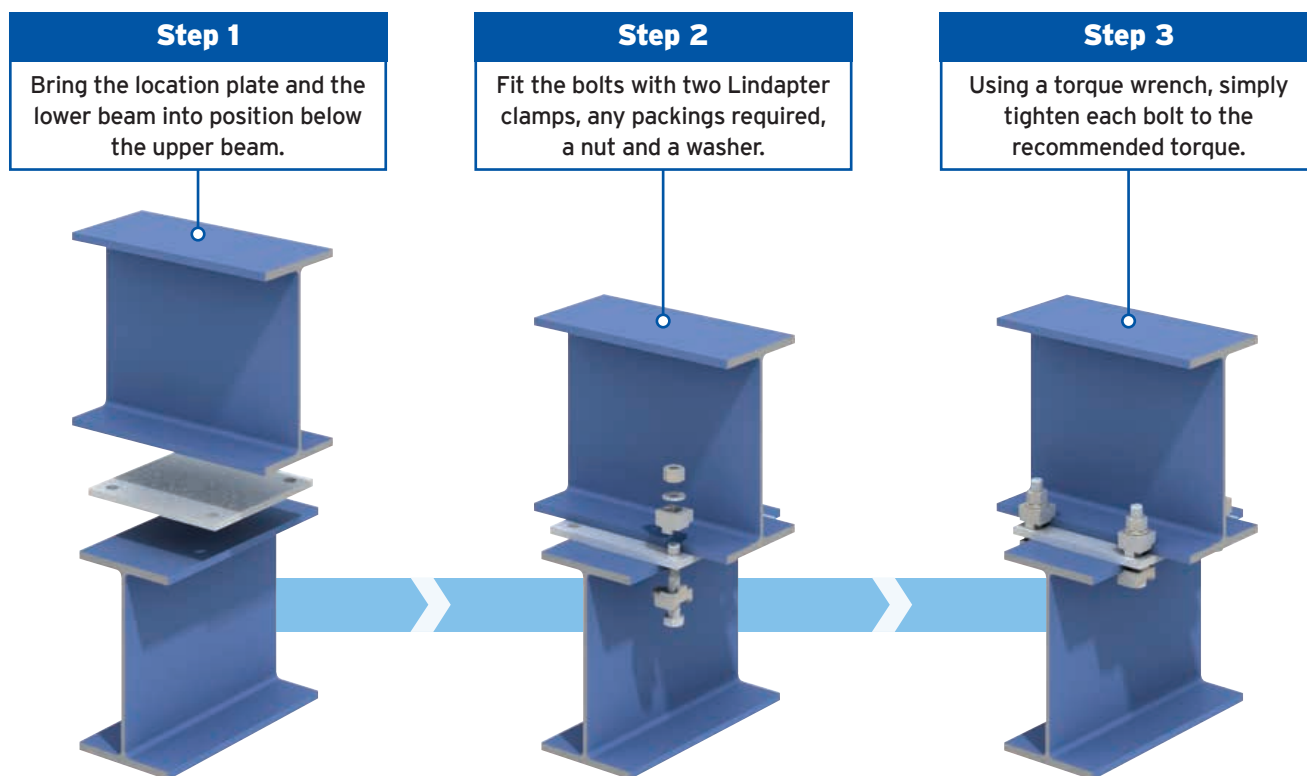 Step 1
Bring the location plate and the
lower beam into position below
the upper beam.
Step 2
Fit the bolts with two Lindapter
clamps, any packings required,
a nut and a washer.
Step 3
Using a torque wrench, simply
tighten each bolt to the
recommended torque.